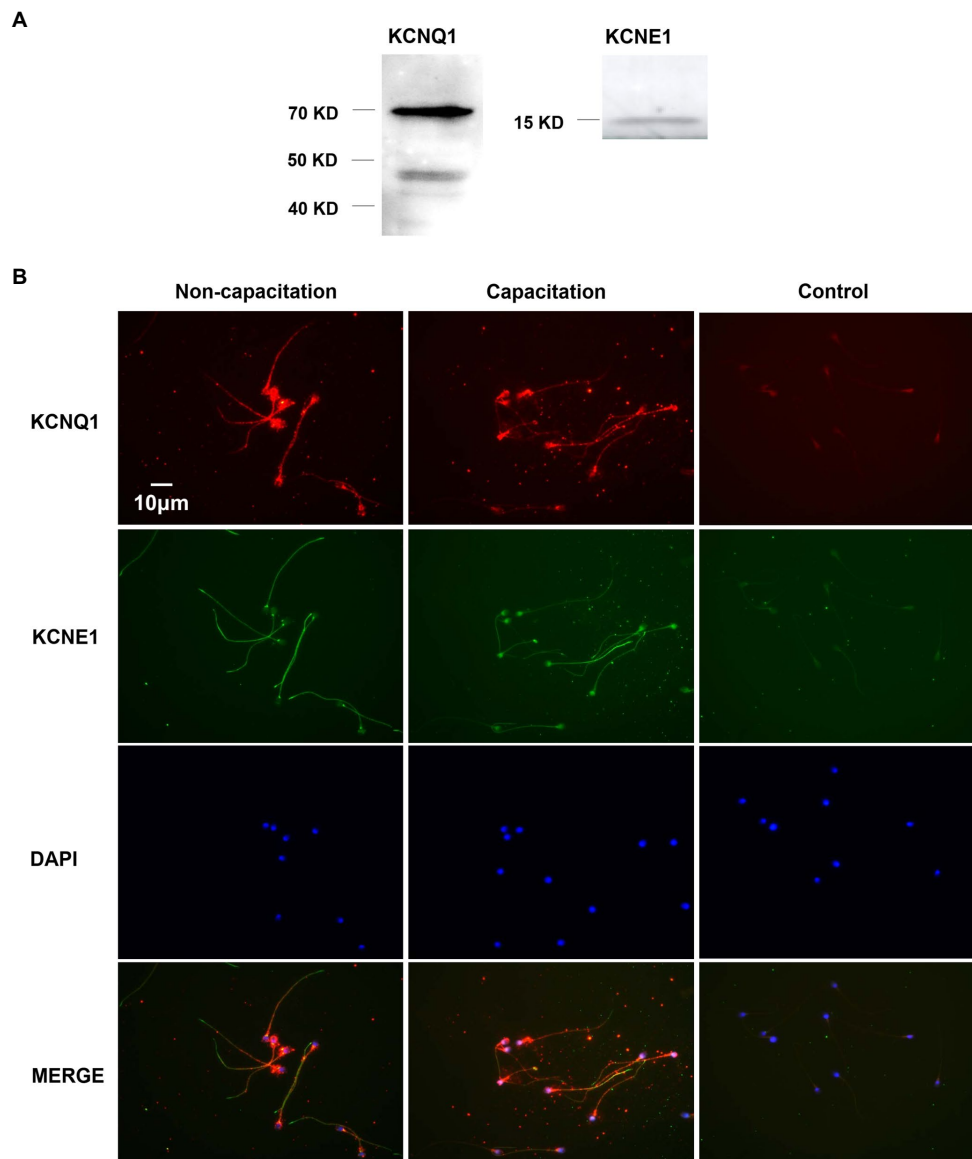 A
KCNQ1
KCNE1
70 KD
15 KD
50 KD
40 KD
B
Non-capacitation
Capacitation
Control
KCNQ1
10μm
KCNE1
DAPI
MERGE